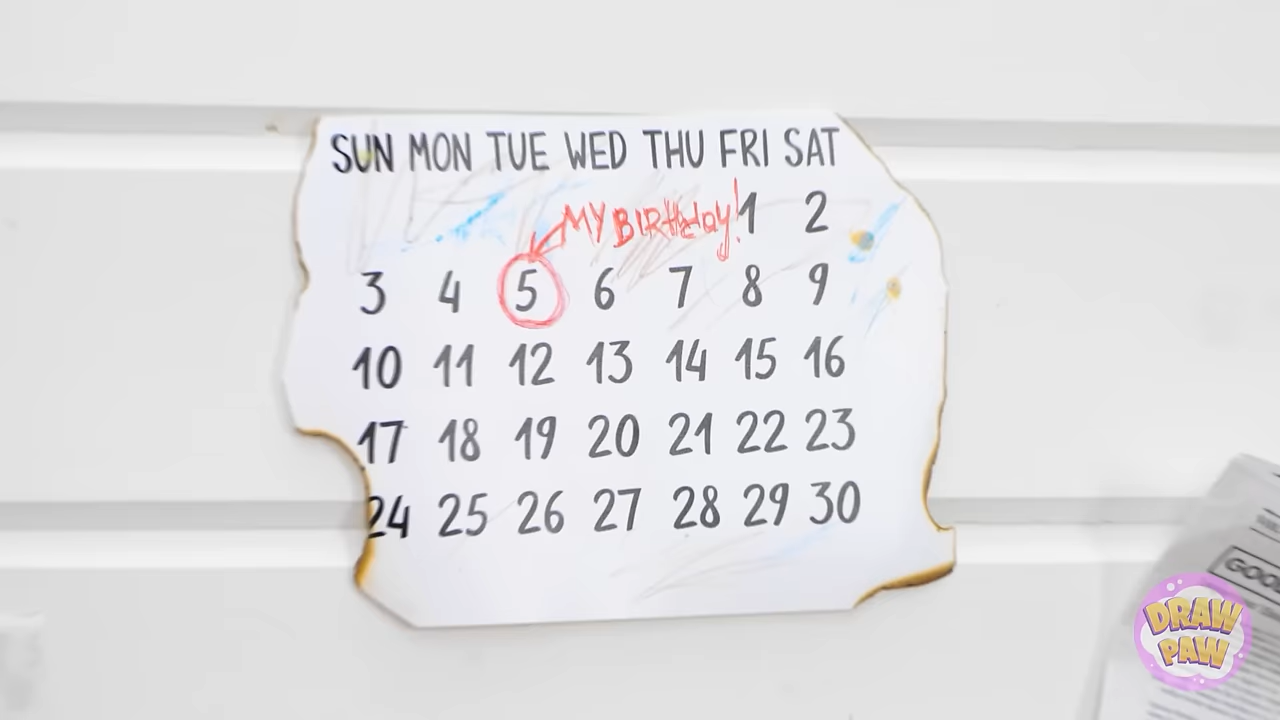 SUN MON TUE WED THU FRI SAT
MY BIRthday! 1 2
3 4 5 6 7 8 9
10 11 12 13 14 15 16
17 18 19 20 21 22 23
24 25 26 27 28 29 30
DRAW
PAW